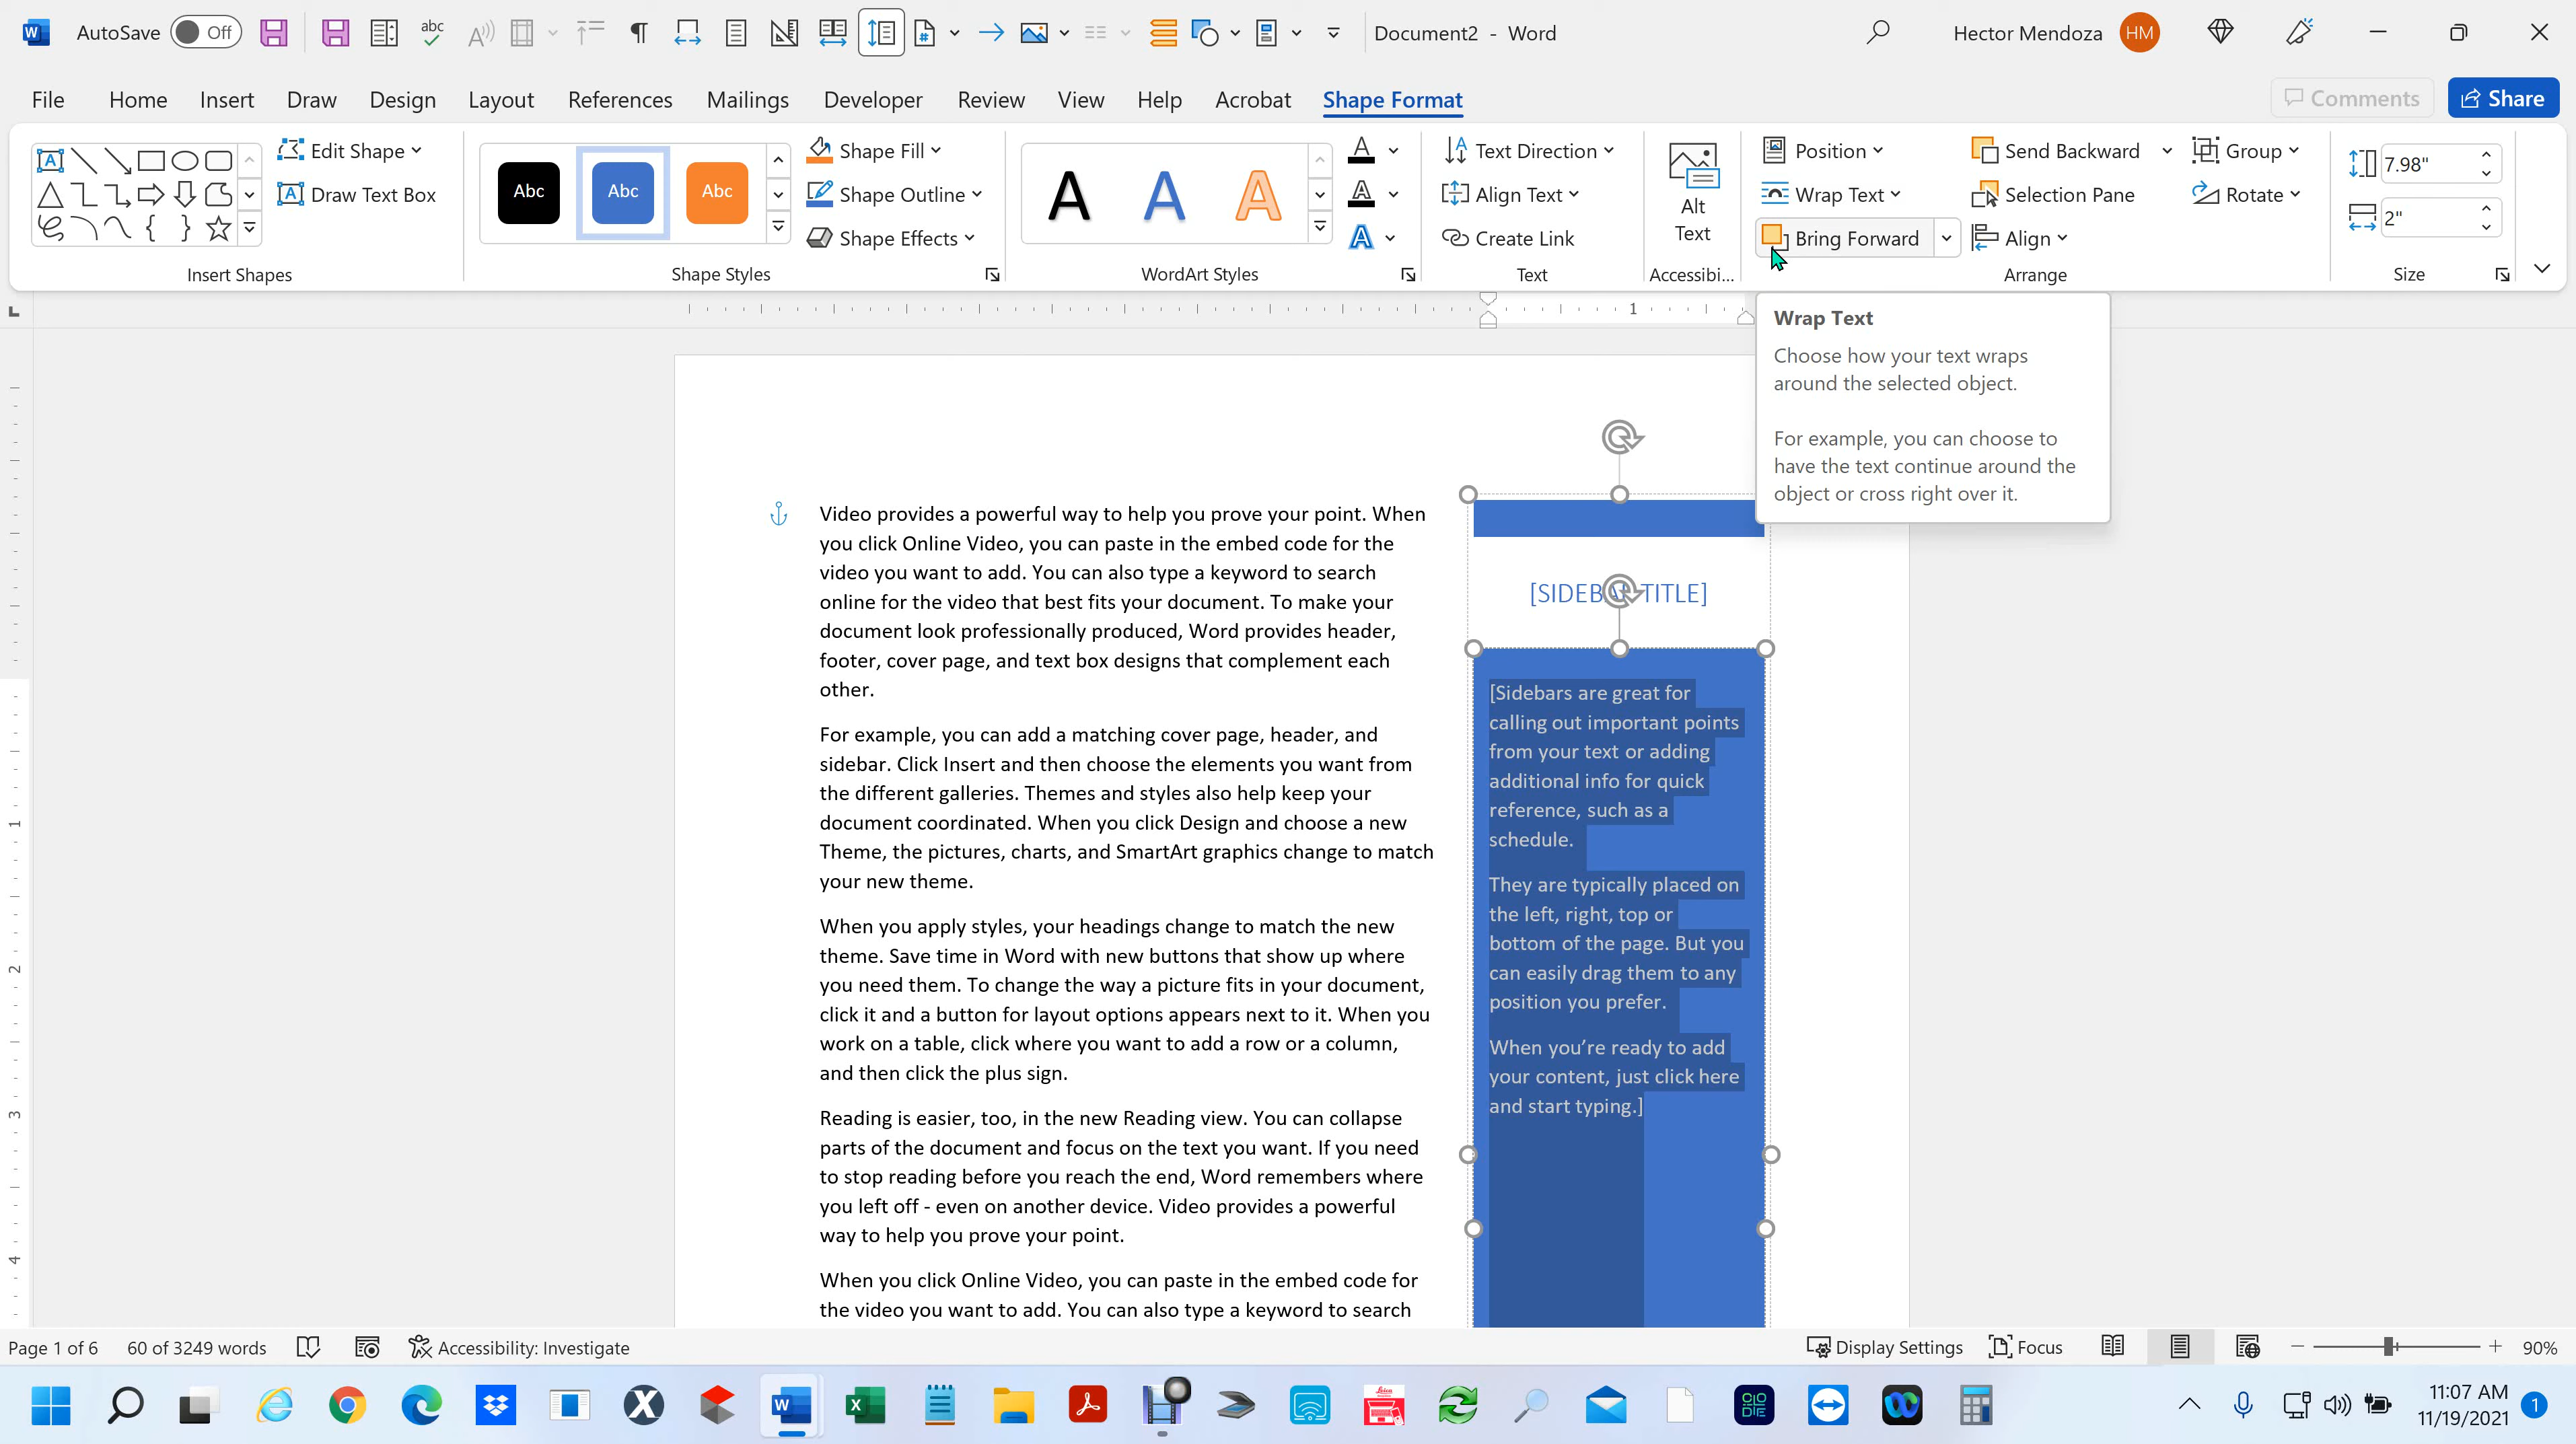 AutoSave Off abc Document2 - Word Hector Mendoza HM
File Home Insert Draw Design Layout References Mailings Developer Review View Help Acrobat Shape Format Comments Share
Edit Shape
Draw Text Box
Insert Shapes
Abc Abc Abc
Shape Fill
Shape Outline
Shape Effects
Shape Styles
A A A
WordArt Styles
Text Direction
Align Text
Create Link
Text
Alt
Text
Accessibi...
Position
Wrap Text
Bring Forward
Send Backward
Selection Pane
Align
Group
Rotate
Arrange
7.98"
2"
Size
1
Wrap Text
Choose how your text wraps
around the selected object.
For example, you can choose to
have the text continue around the
object or cross right over it.
Video provides a powerful way to help you prove your point. When
you click Online Video, you can paste in the embed code for the
video you want to add. You can also type a keyword to search
online for the video that best fits your document. To make your
document look professionally produced, Word provides header,
footer, cover page, and text box designs that complement each
other.
For example, you can add a matching cover page, header, and
sidebar. Click Insert and then choose the elements you want from
the different galleries. Themes and styles also help keep your
document coordinated. When you click Design and choose a new
Theme, the pictures, charts, and SmartArt graphics change to match
your new theme.
When you apply styles, your headings change to match the new
theme. Save time in Word with new buttons that show up where
you need them. To change the way a picture fits in your document,
click it and a button for layout options appears next to it. When you
work on a table, click where you want to add a row or a column,
and then click the plus sign.
Reading is easier, too, in the new Reading view. You can collapse
parts of the document and focus on the text you want. If you need
to stop reading before you reach the end, Word remembers where
you left off - even on another device. Video provides a powerful
way to help you prove your point.
When you click Online Video, you can paste in the embed code for
the video you want to add. You can also type a keyword to search
[SIDEBAR TITLE]
[Sidebars are great for
calling out important points
from your text or adding
additional info for quick
reference, such as a
schedule.
They are typically placed on
the left, right, top or
bottom of the page. But you
can easily drag them to any
position you prefer.
When you’re ready to add
your content, just click here
and start typing.]
1
2
3
4
Page 1 of 6 60 of 3249 words Accessibility: Investigate Display Settings Focus 90%
11:07 AM
11/19/2021
1